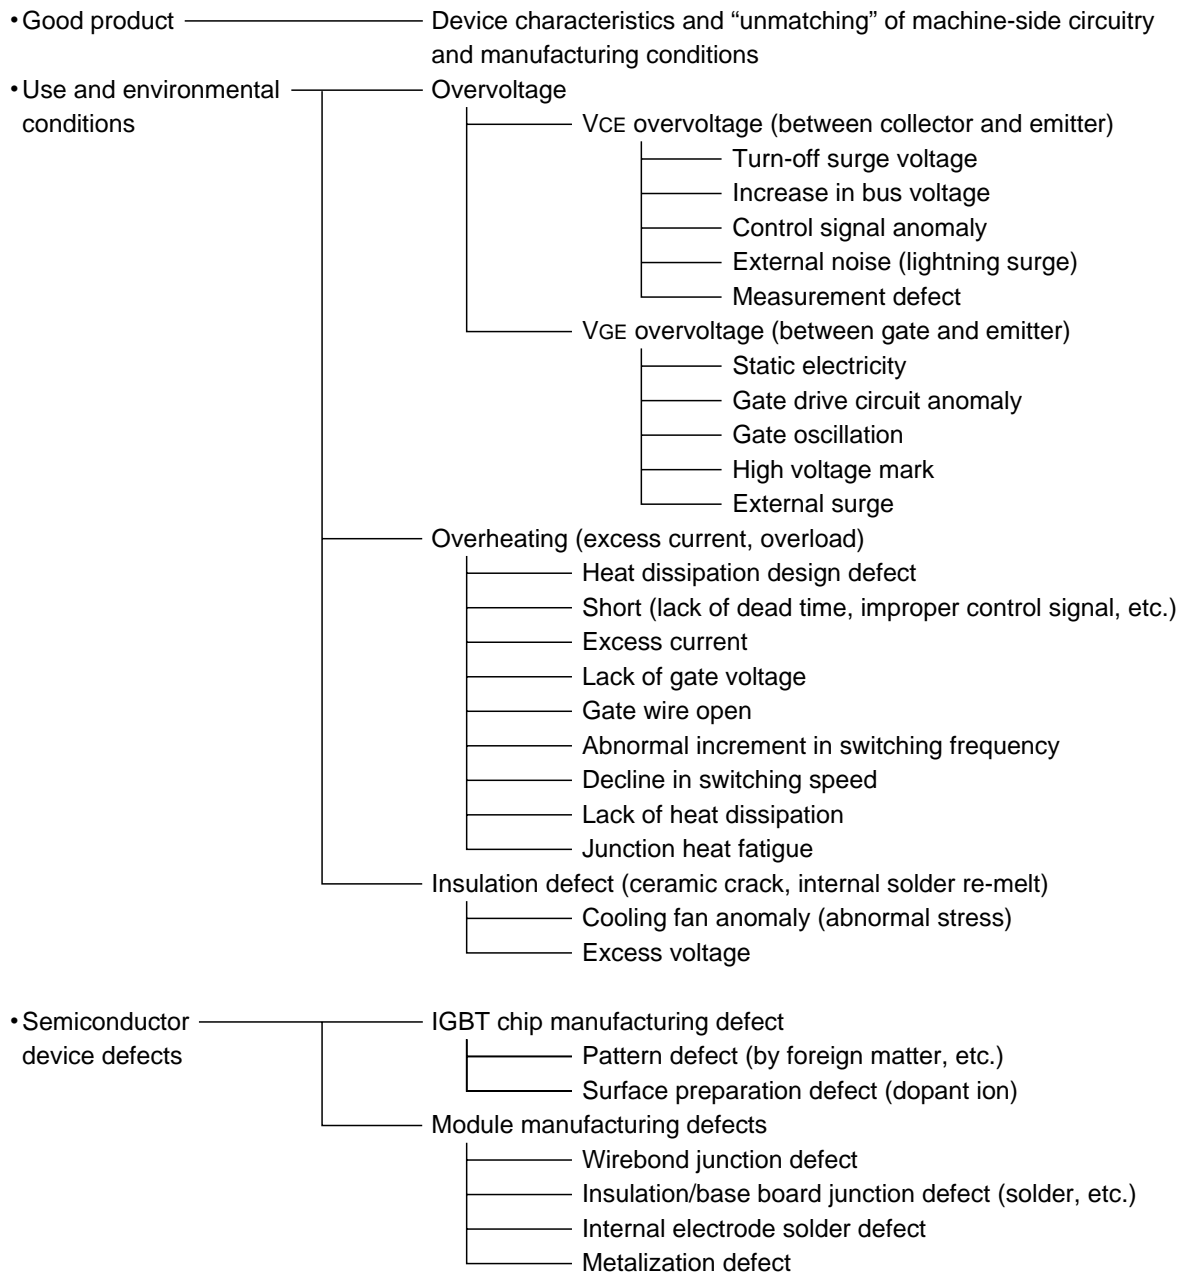 •Good product
Device characteristics and “unmatching” of machine-side circuitry
and manufacturing conditions
•Use and environmental
conditions
Overvoltage
VCE overvoltage (between collector and emitter)
Turn-off surge voltage
Increase in bus voltage
Control signal anomaly
External noise (lightning surge)
Measurement defect
VGE overvoltage (between gate and emitter)
Static electricity
Gate drive circuit anomaly
Gate oscillation
High voltage mark
External surge
Overheating (excess current, overload)
Heat dissipation design defect
Short (lack of dead time, improper control signal, etc.)
Excess current
Lack of gate voltage
Gate wire open
Abnormal increment in switching frequency
Decline in switching speed
Lack of heat dissipation
Junction heat fatigue
Insulation defect (ceramic crack, internal solder re-melt)
Cooling fan anomaly (abnormal stress)
Excess voltage
•Semiconductor
device defects
IGBT chip manufacturing defect
Pattern defect (by foreign matter, etc.)
Surface preparation defect (dopant ion)
Module manufacturing defects
Wirebond junction defect
Insulation/base board junction defect (solder, etc.)
Internal electrode solder defect
Metalization defect